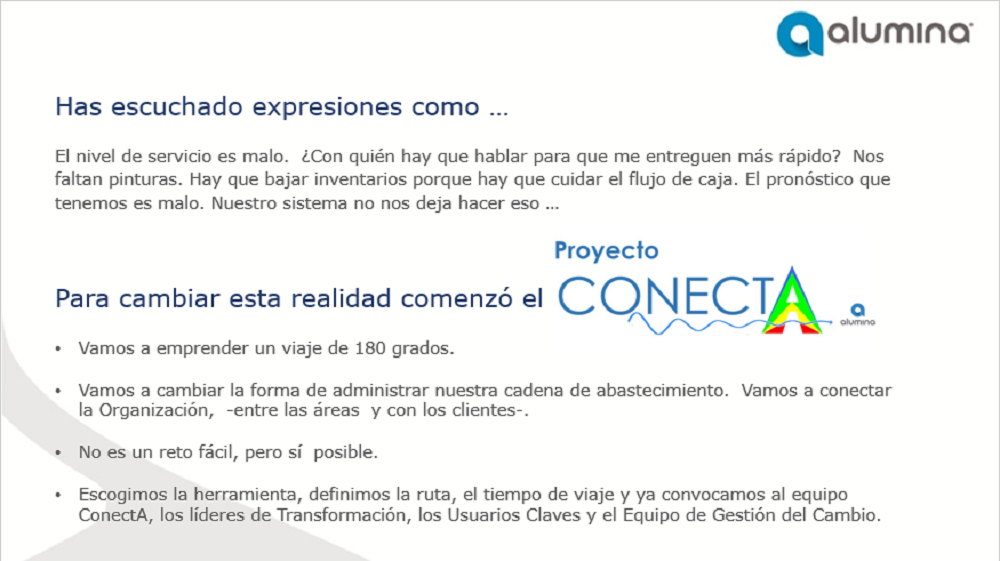 alumina
Has escuchado expresiones como ...
El nivel de servicio es malo.  ¿Con quién hay que hablar para que me entreguen más rápido?  Nos
faltan pinturas. Hay que bajar inventarios porque hay que cuidar el flujo de caja. El pronóstico que
tenemos es malo. Nuestro sistema no nos deja hacer eso ...
Proyecto
Para cambiar esta realidad comenzó el CONECTA
alumina
• Vamos a emprender un viaje de 180 grados.
• Vamos a cambiar la forma de administrar nuestra cadena de abastecimiento.  Vamos a conectar
la Organización,  -entre las áreas  y con los clientes-.
• No es un reto fácil, pero sí  posible.
• Escogimos la herramienta, definimos la ruta, el tiempo de viaje y ya convocamos al equipo
ConectA, los líderes de Transformación, los Usuarios Claves y el Equipo de Gestión del Cambio.